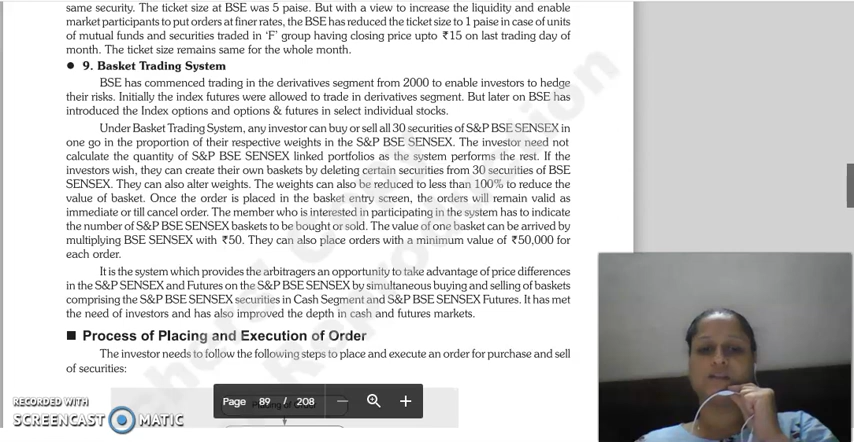 same security. The ticket size at BSE was 5 paise. But with a view to increase the liquidity and enable
market participants to put orders at finer rates, the BSE has reduced the ticket size to 1 paise in case of units
of mutual funds and securities traded in 'F' group having closing price upto ₹15 on last trading day of
month. The ticket size remains same for the whole month.
● 9. Basket Trading System
BSE has commenced trading in the derivatives segment from 2000 to enable investors to hedge
their risks. Initially the index futures were allowed to trade in derivatives segment. But later on BSE has
introduced the Index options and options & futures in select individual stocks.
Under Basket Trading System, any investor can buy or sell all 30 securities of S&P BSE SENSEX in
one go in the proportion of their respective weights in the S&P BSE SENSEX. The investor need not
calculate the quantity of S&P BSE SENSEX linked portfolios as the system performs the rest. If the
investors wish, they can create their own baskets by deleting certain securities from 30 securities of BSE
SENSEX. They can also alter weights. The weights can also be reduced to less than 100% to reduce the
value of basket. Once the order is placed in the basket entry screen, the orders will remain valid as
immediate or till cancel order. The member who is interested in participating in the system has to indicate
the number of S&P BSE SENSEX baskets to be bought or sold. The value of one basket can be arrived by
multiplying BSE SENSEX with ₹50. They can also place orders with a minimum value of ₹50,000 for
each order.
It is the system which provides the arbitragers an opportunity to take advantage of price differences
in the S&P SENSEX and Futures on the S&P BSE SENSEX by simultaneous buying and selling of baskets
comprising the S&P BSE SENSEX securities in Cash Segment and S&P BSE SENSEX Futures. It has met
the need of investors and has also improved the depth in cash and futures markets.
■ Process of Placing and Execution of Order
The investor needs to follow the following steps to place and execute an order for purchase and sell
of securities:
Page 89 / 208
RECORDED WITH
SCREENCAST MATIC